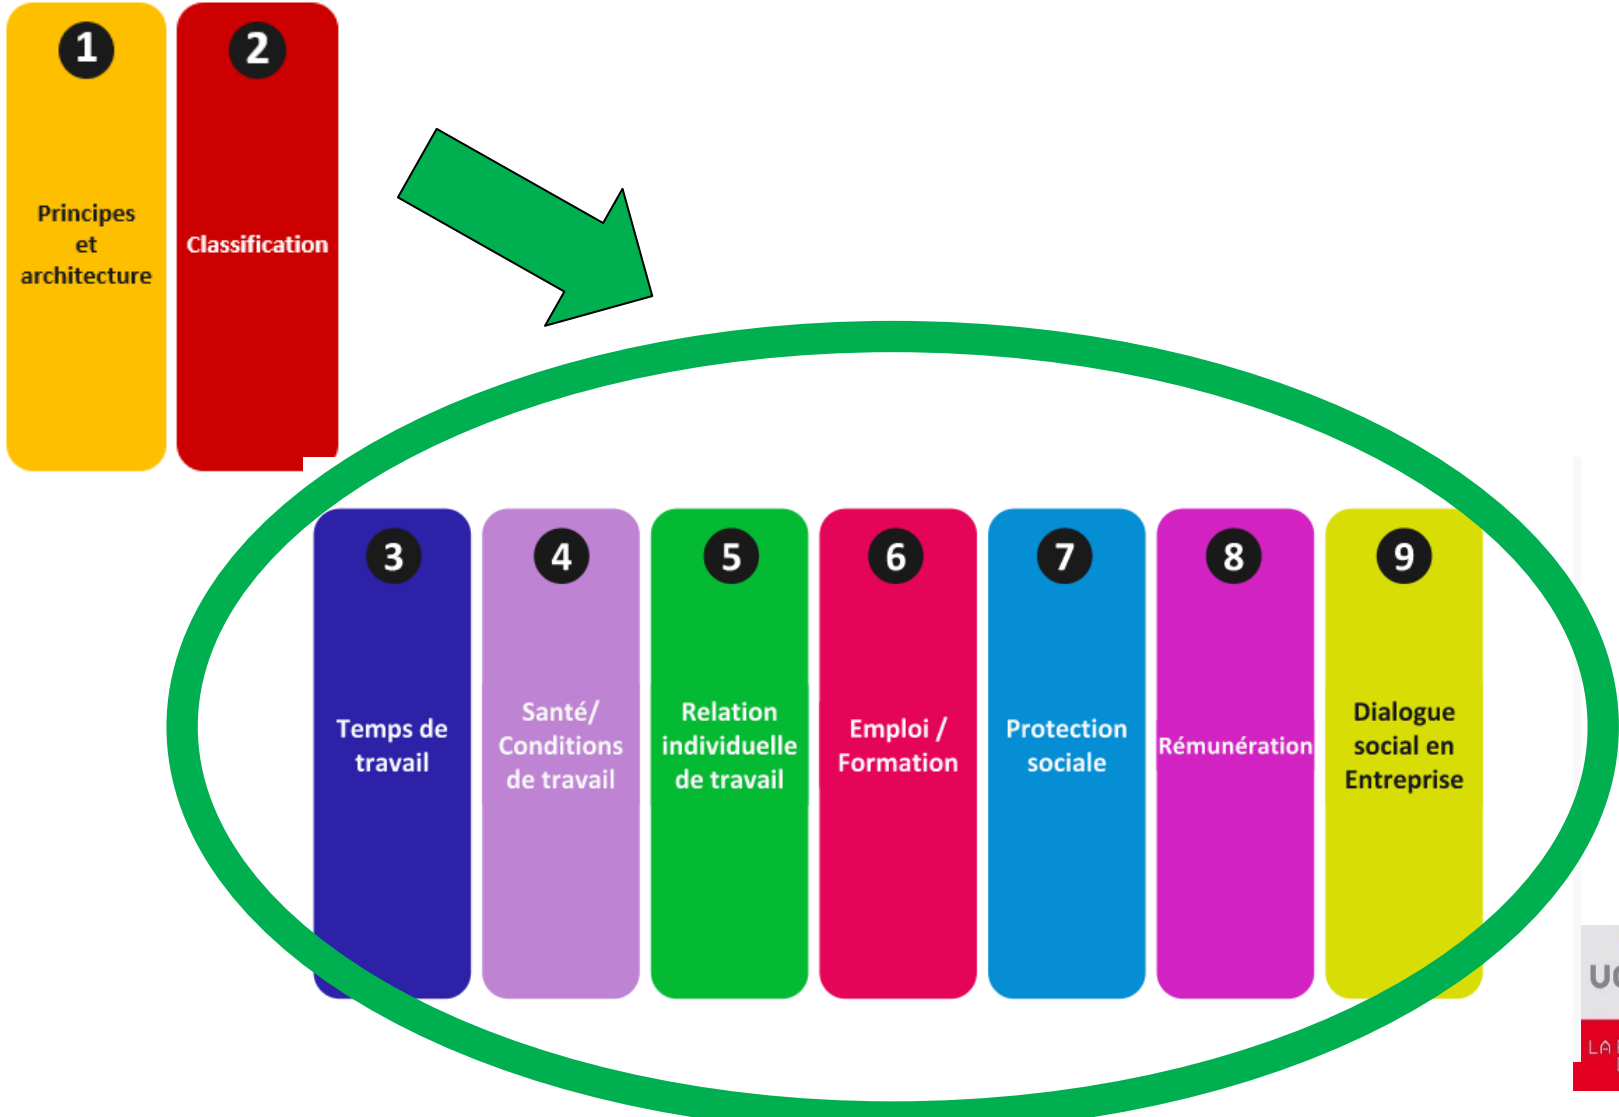 1
Principes
et
architecture
2
Classification
3
Temps de
travail
4
Santé/
Conditions
de travail
5
Relation
individuelle
de travail
6
Emploi /
Formation
7
Protection
sociale
8
Rémunération
9
Dialogue
social en
Entreprise
LA